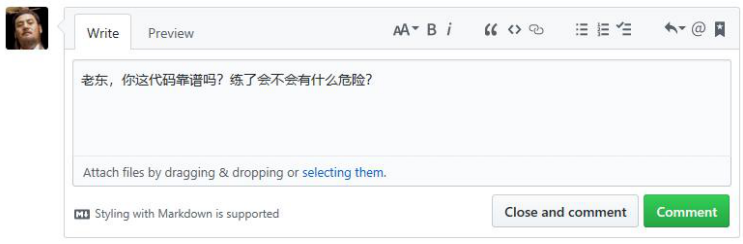 Write
Preview
AA B i “ <> @
老东，你这代码靠谱吗？练了会不会有什么危险？
Attach files by dragging & dropping or selecting them.
Styling with Markdown is supported
Close and comment
Comment